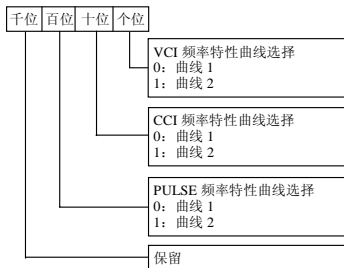 千位 百位 十位 个位
VCI 频率特性曲线选择
0：曲线 1
1：曲线 2
CCI 频率特性曲线选择
0：曲线 1
1：曲线 2
PULSE 频率特性曲线选择
0：曲线 1
1：曲线 2
保留